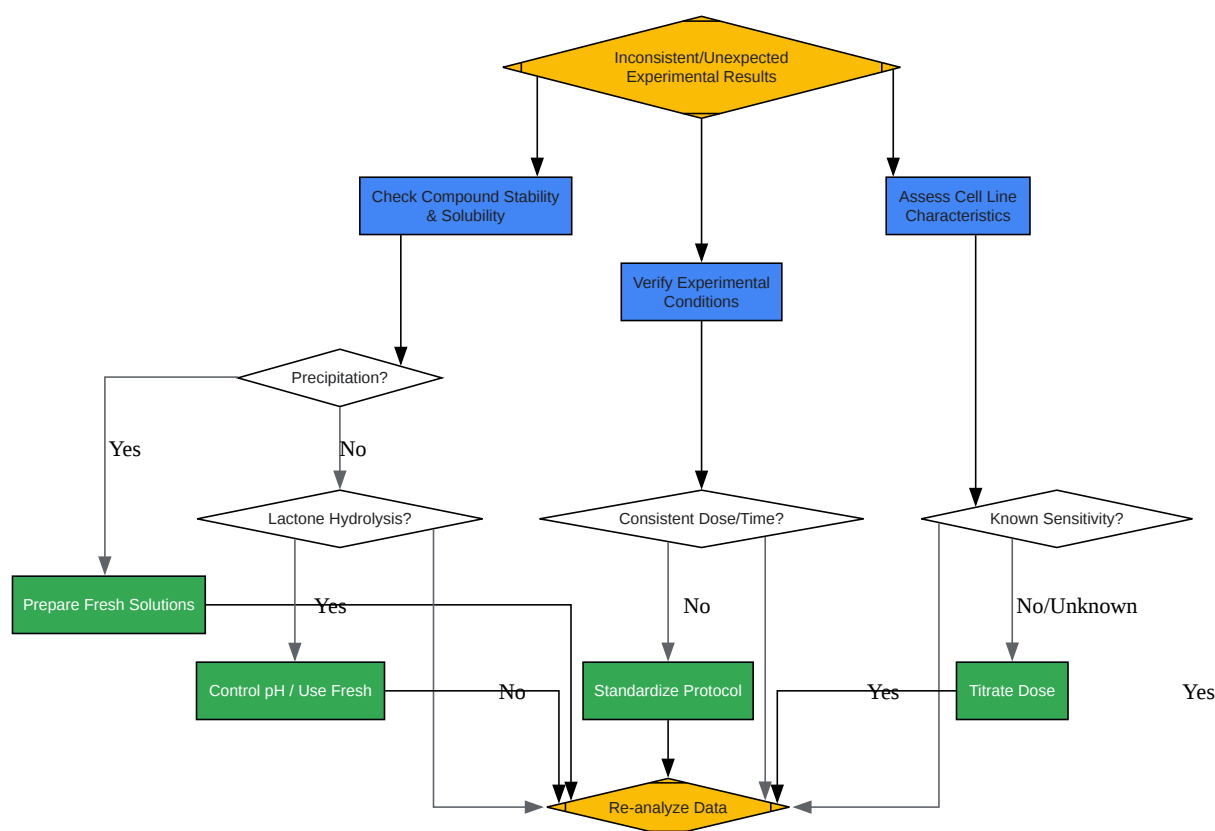 Inconsistent/Unexpected
Experimental Results
Check Compound Stability
& Solubility
Assess Cell Line
Characteristics
Verify Experimental
Conditions
Precipitation?
Yes
No
Lactone Hydrolysis?
Consistent Dose/Time?
Known Sensitivity?
Prepare Fresh Solutions
Yes
No
No/Unknown
Control pH / Use Fresh
No
Standardize Protocol
Yes
Titrate Dose
Yes
Re-analyze Data